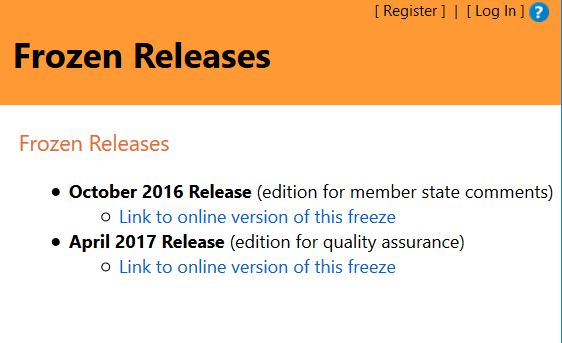 [ Register ] | [ Log In ] ?
Frozen Releases
Frozen Releases
October 2016 Release (edition for member state comments)
Link to online version of this freeze
April 2017 Release (edition for quality assurance)
Link to online version of this freeze